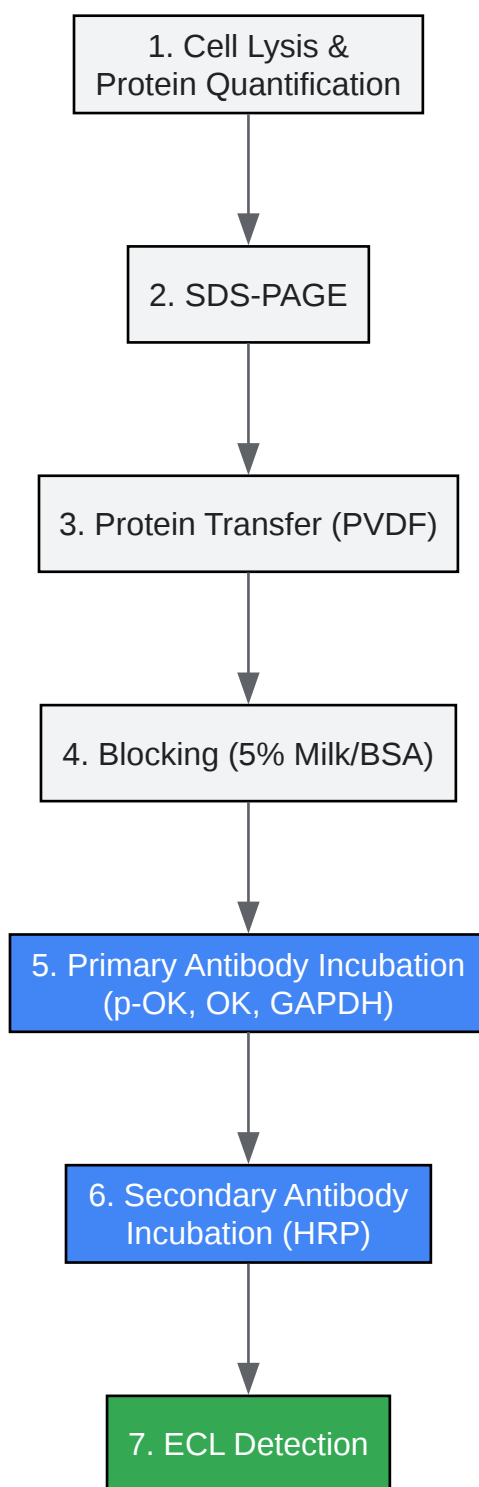 1. Cell Lysis &
Protein Quantification
2. SDS-PAGE
3. Protein Transfer (PVDF)
4. Blocking (5% Milk/BSA)
5. Primary Antibody Incubation
(p-OK, OK, GAPDH)
6. Secondary Antibody
Incubation (HRP)
7. ECL Detection